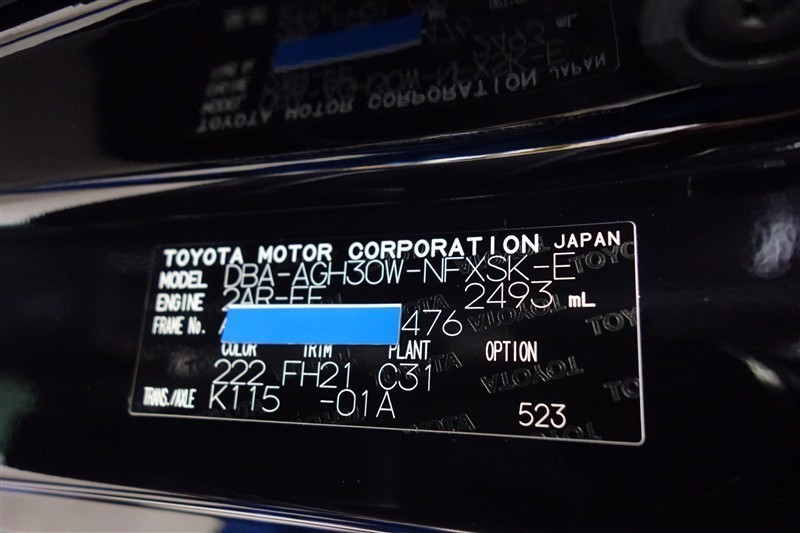 TOYOTA MOTOR CORPORATION JAPAN
MODEL DBA-AGH30W-NFXSK-E
ENGINE 2AR-FE 2493 mL
FRAME No. A 476
COLOR TRIM PLANT OPTION
222 FH21 C31
TRANS./AXLE K115 -01A
523